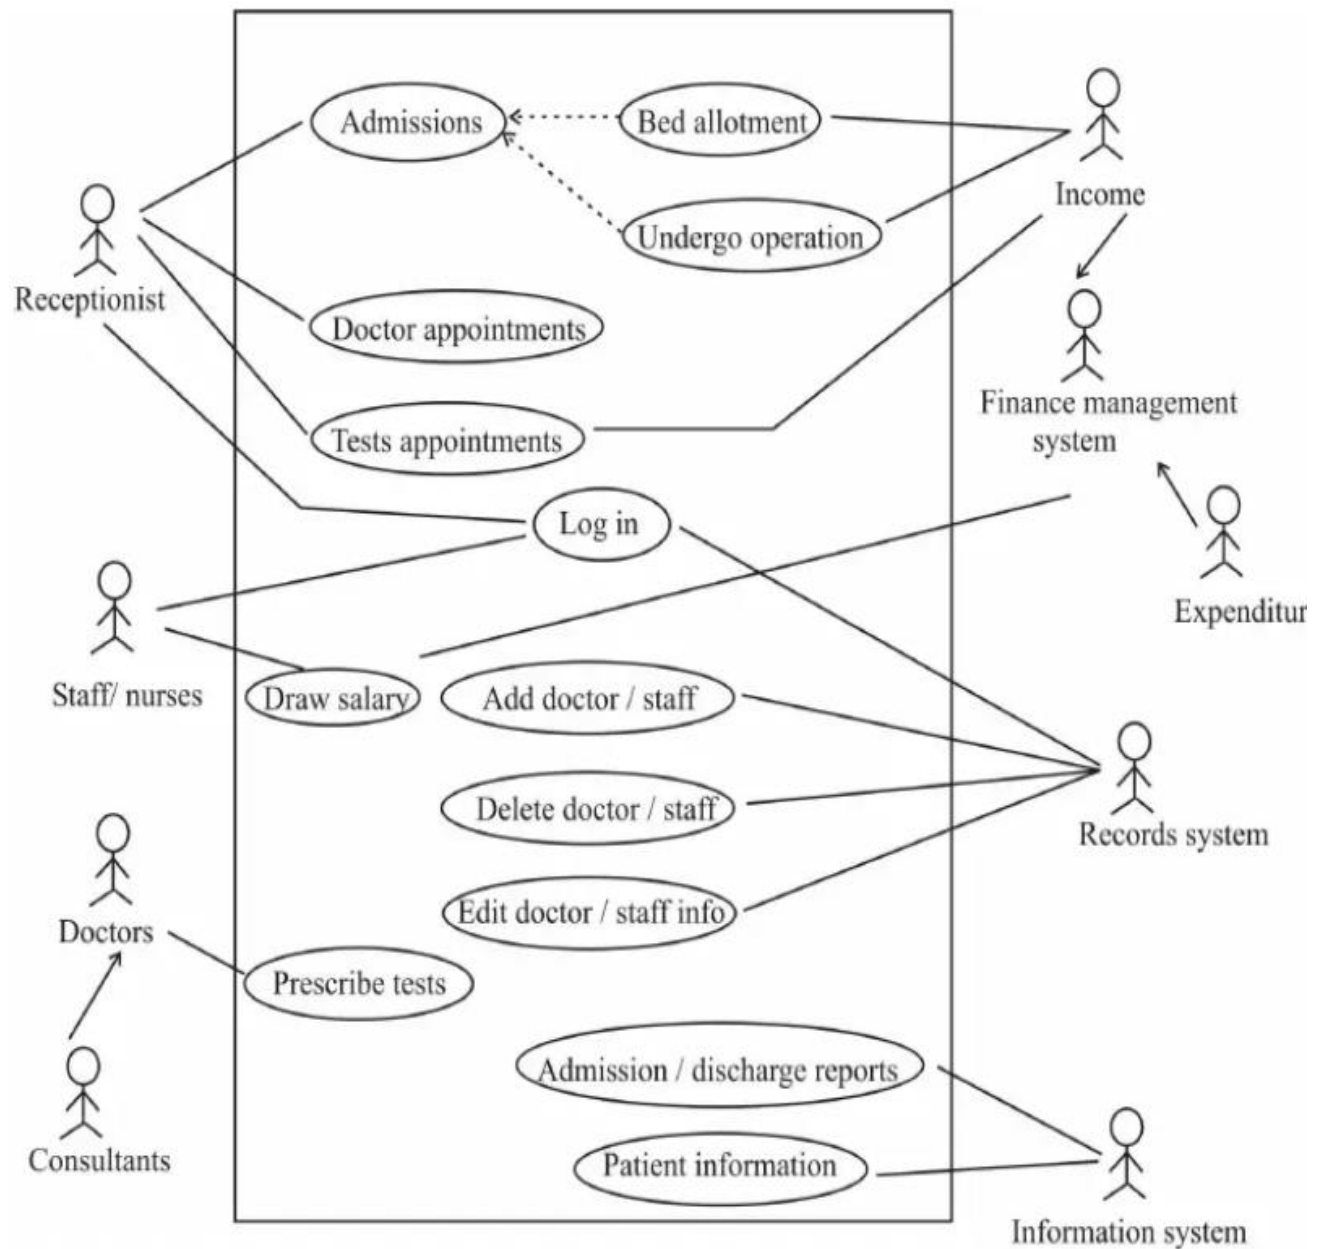 Admissions
Bed allotment
Income
Undergo operation
Receptionist
Doctor appointments
Finance management
system
Tests appointments
Log in
Expenditur
Staff/ nurses
Draw salary
Add doctor / staff
Delete doctor / staff
Records system
Edit doctor / staff info
Doctors
Prescribe tests
Admission / discharge reports
Consultants
Patient information
Information system